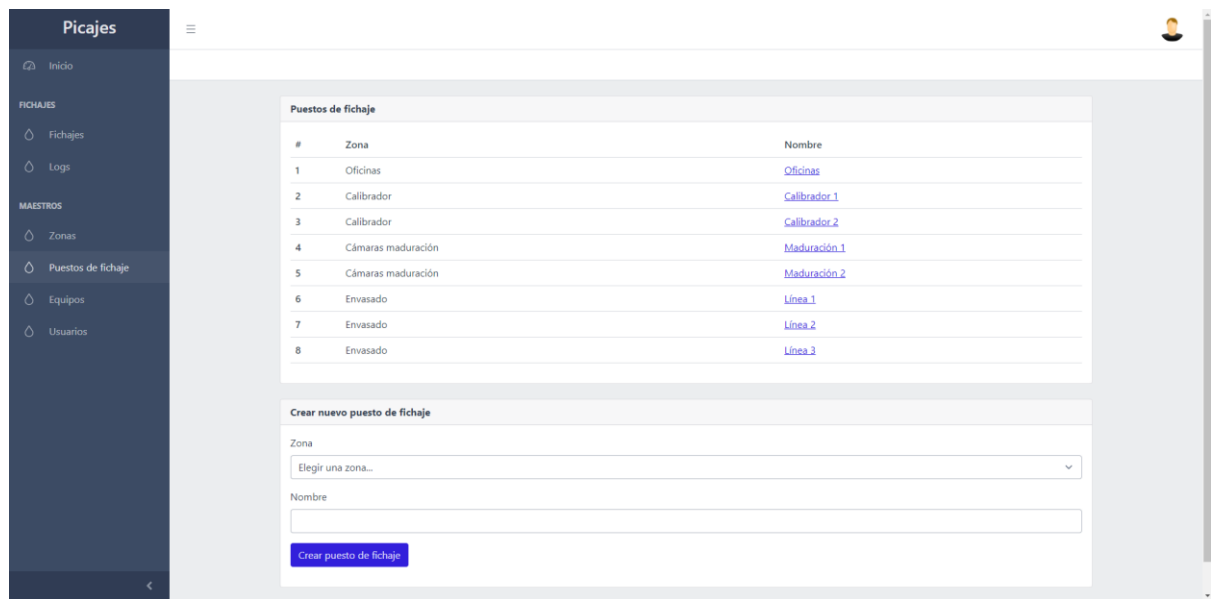 Picajes
Inicio
FICHAJES
Fichajes
Logs
MAESTROS
Zonas
Puestos de fichaje
Equipos
Usuarios
Puestos de fichaje
# Zona Nombre
1 Oficinas Oficinas
2 Calibrador Calibrador 1
3 Calibrador Calibrador 2
4 Cámaras maduración Maduración 1
5 Cámaras maduración Maduración 2
6 Envasado Línea 1
7 Envasado Línea 2
8 Envasado Línea 3
Crear nuevo puesto de fichaje
Zona
Elegir una zona...
Nombre
Crear puesto de fichaje